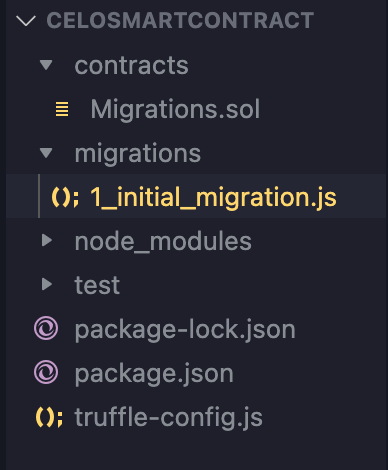 CELOSMARTCONTRACT
contracts
Migrations.sol
migrations
(); 1_initial_migration.js
node_modules
test
package-lock.json
package.json
(); truffle-config.js